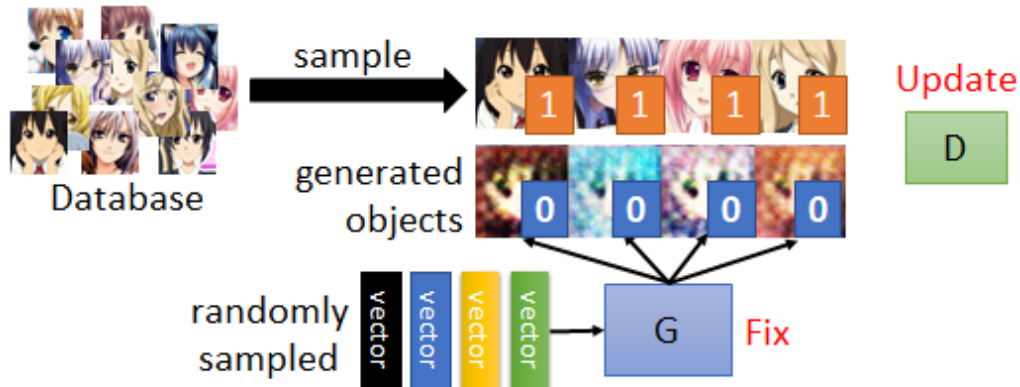 sample
1 1 1 1
Update
D
Database
generated
objects
0 0 0 0
randomly
sampled
vector
vector
vector
vector
G
Fix